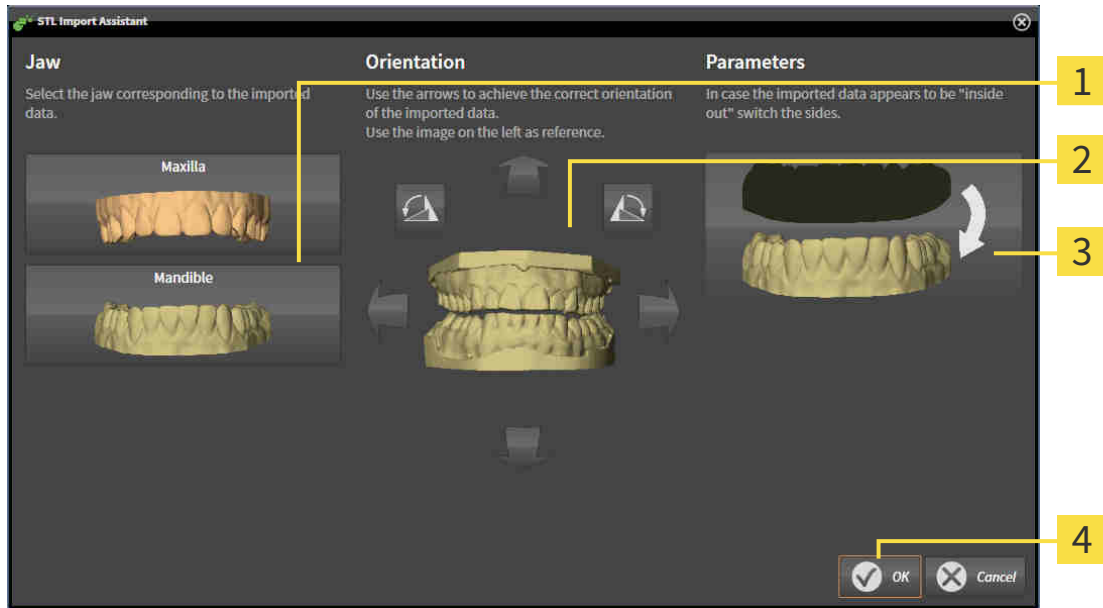 STL Import Assistant
Jaw
Select the jaw corresponding to the imported
data.
Maxilla
Mandible
Orientation
Use the arrows to achieve the correct orientation
of the imported data.
Use the image on the left as reference.
Parameters
In case the imported data appears to be "inside
out" switch the sides.
1
2
3
4
OK
Cancel